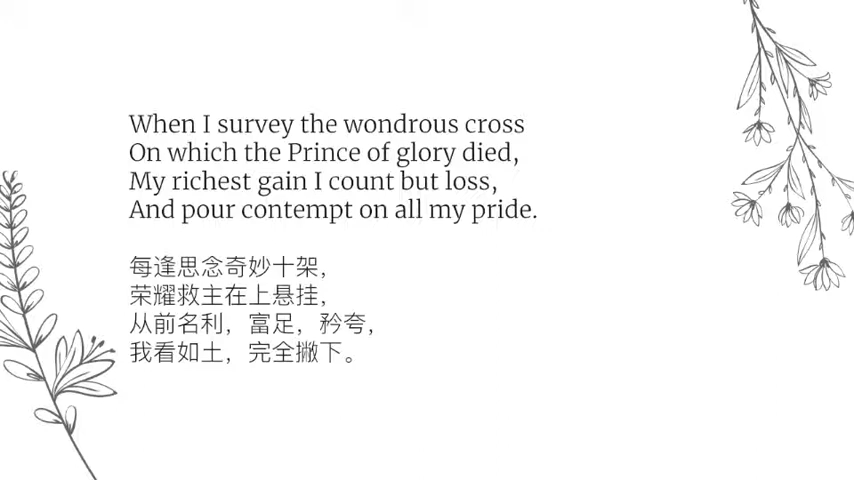 When I survey the wondrous cross
On which the Prince of glory died,
My richest gain I count but loss,
And pour contempt on all my pride.
每逢思念奇妙十架，
荣耀救主在上悬挂，
从前名利，富足，矜夸，
我看如土，完全撇下。